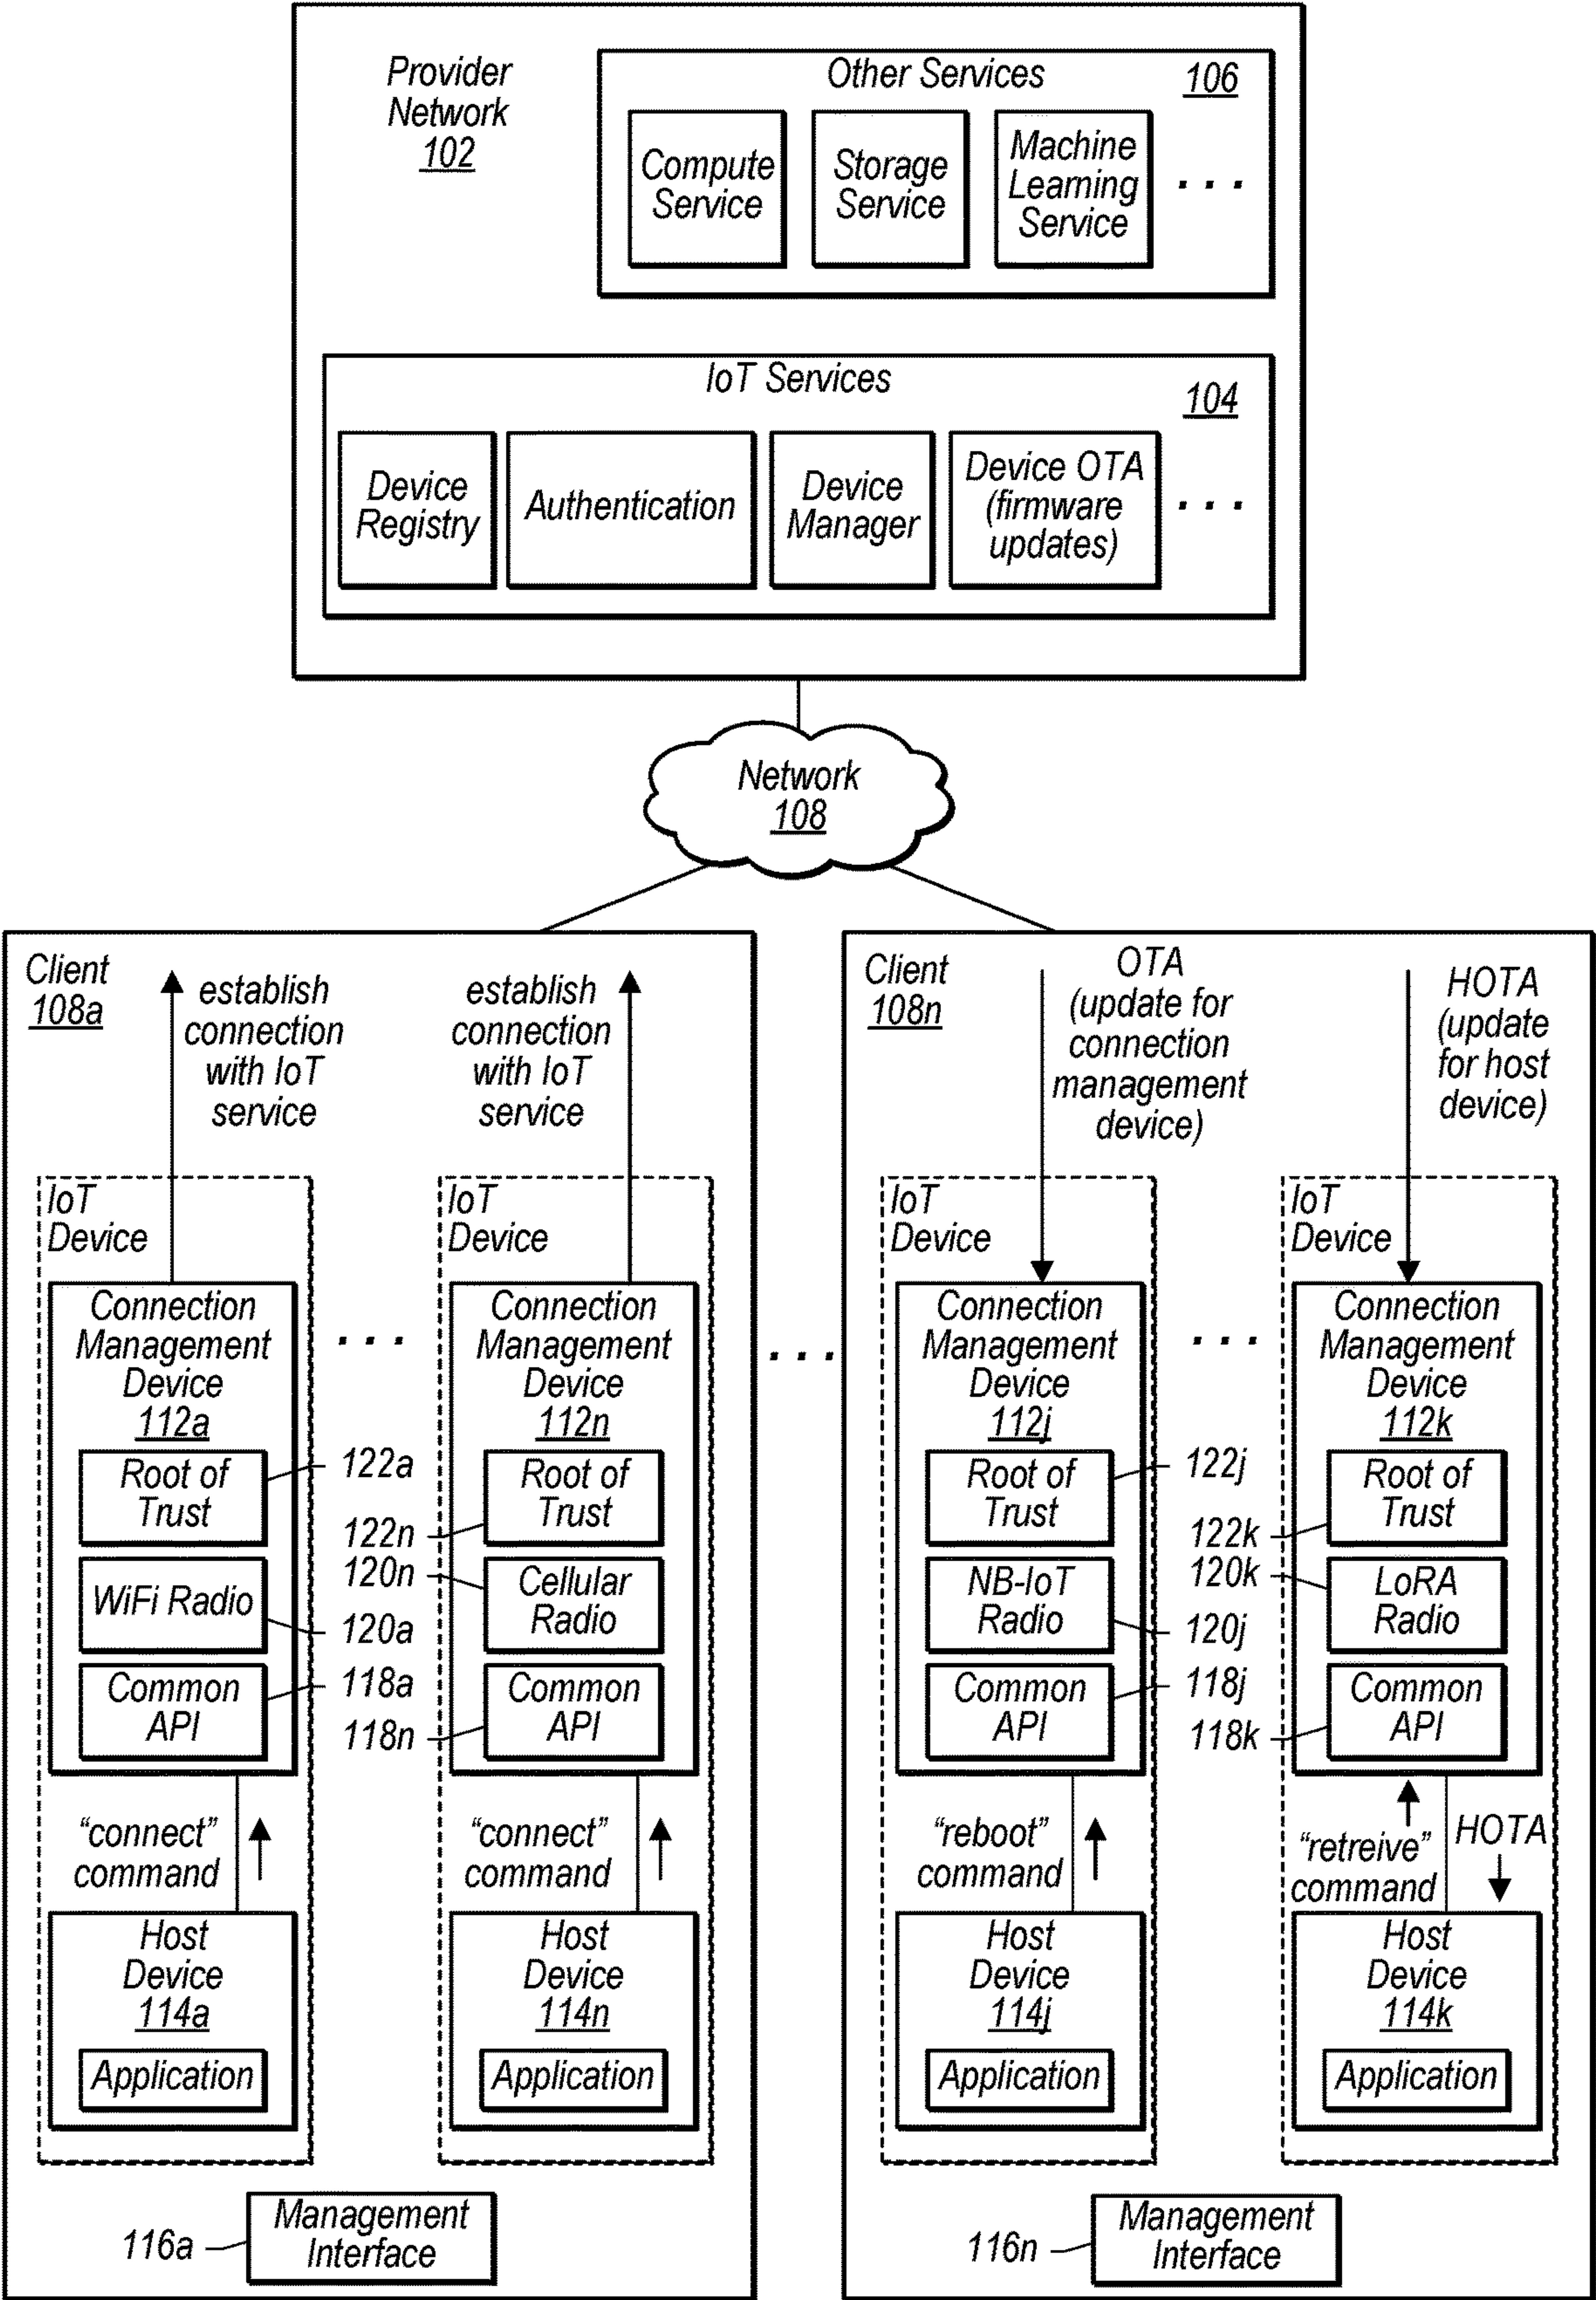 Provider
Network
102
Other Services
106
Compute
Service
Storage
Service
Machine
Learning
Service
. . .
IoT Services
104
Device
Registry
Authentication
Device
Manager
Device OTA
(firmware
updates)
. . .
Network
108
Client
108a
establish
connection
with IoT
service
establish
connection
with IoT
service
IoT
Device
Connection
Management
Device
112a
Root of
Trust
122a
WiFi Radio
120a
Common
API
118a
"connect"
command
Host
Device
114a
Application
. . .
IoT
Device
Connection
Management
Device
112n
Root of
Trust
122n
Cellular
Radio
120n
Common
API
118n
“connect”
command
Host
Device
114n
Application
116a
Management
Interface
. . .
Client
108n
OTA
(update for
connection
management
device)
HOTA
(update
for host
device)
IoT
Device
Connection
Management
Device
112j
Root of
Trust
122j
NB-IoT
Radio
120j
Common
API
118j
“reboot”
command
Host
Device
114j
Application
. . .
IoT
Device
Connection
Management
Device
112k
Root of
Trust
122k
LoRA
Radio
120k
Common
API
118k
“retreive”
command
HOTA
Host
Device
114k
Application
116n
Management
Interface